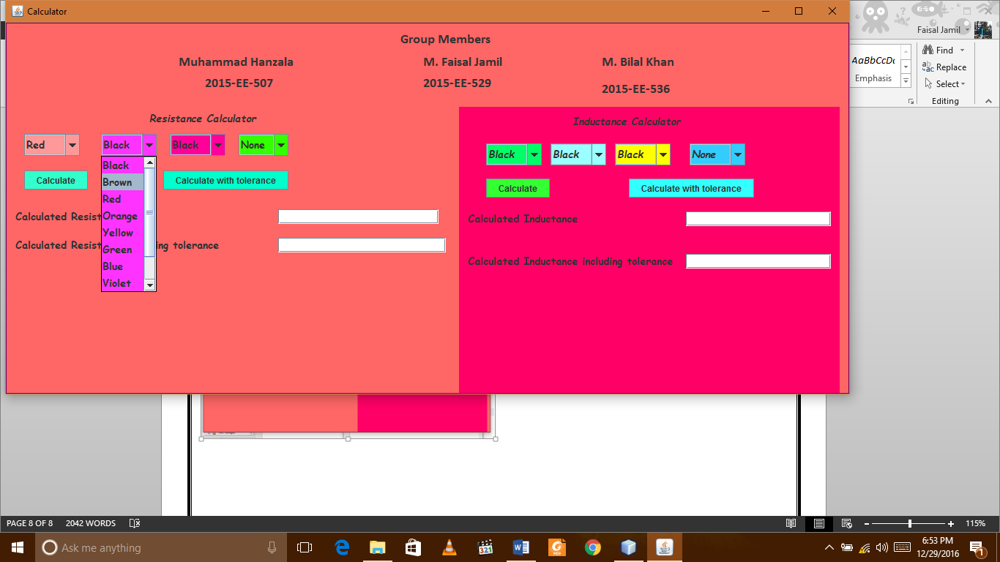 Calculator
Faisal Jamil
Group Members
Muhammad Hanzala M. Faisal Jamil M. Bilal Khan
2015-EE-507 2015-EE-529 2015-EE-536
AaBbCcDc
Emphasis
Find
Replace
Select
Editing
Resistance Calculator
Red Black Black None
Black
Brown
Red
Orange
Yellow
Green
Blue
Violet
Calculate Calculate with tolerance
Calculated Resist
Calculated Resist ing tolerance
Inductance Calculator
Black Black Black None
Calculate Calculate with tolerance
Calculated Inductance
Calculated Inductance including tolerance
PAGE 8 OF 8 2042 WORDS 115%
Ask me anything
321
PDF
6:53 PM
12/29/2016
1